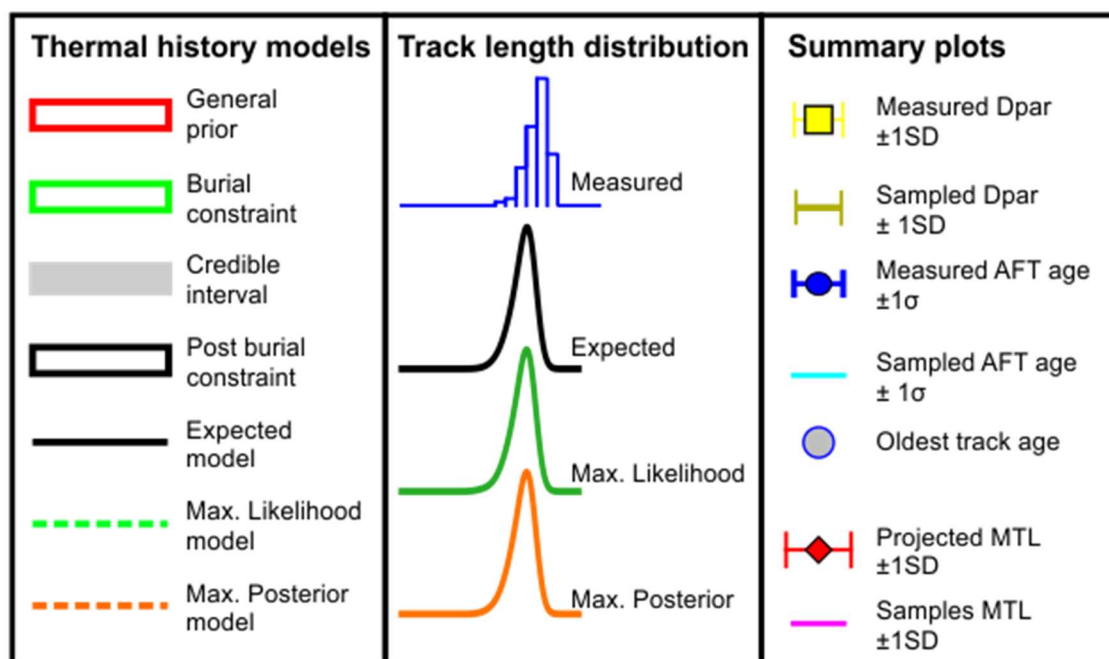 Thermal history models
General
prior
Burial
constraint
Credible
interval
Post burial
constraint
Expected
model
Max. Likelihood
model
Max. Posterior
model
Track length distribution
Measured
Expected
Max. Likelihood
Max. Posterior
Summary plots
Measured Dpar
±1SD
Sampled Dpar
± 1SD
Measured AFT age
±1σ
Sampled AFT age
± 1σ
Oldest track age
Projected MTL
±1SD
Samples MTL
±1SD